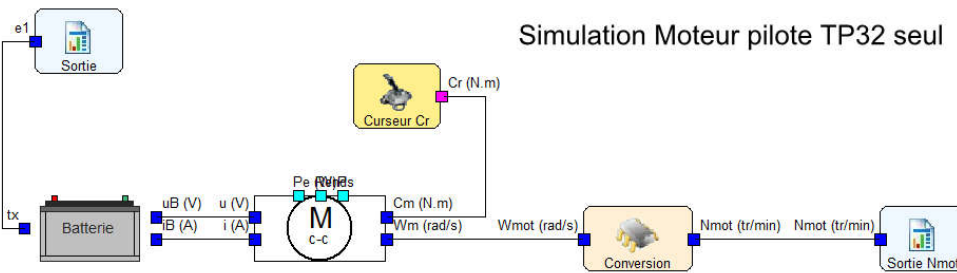 e1
Simulation Moteur pilote TP32 seul
Sortie
Cr (N.m)
Curseur Cr
Pe
uB (V) u (V) Cm (N.m)
tx
Batterie
iB (A) i (A)
M
c-c
Wm (rad/s) Wmot (rad/s) Nmot (tr/min) Nmot (tr/min)
Conversion
Sortie Nmot